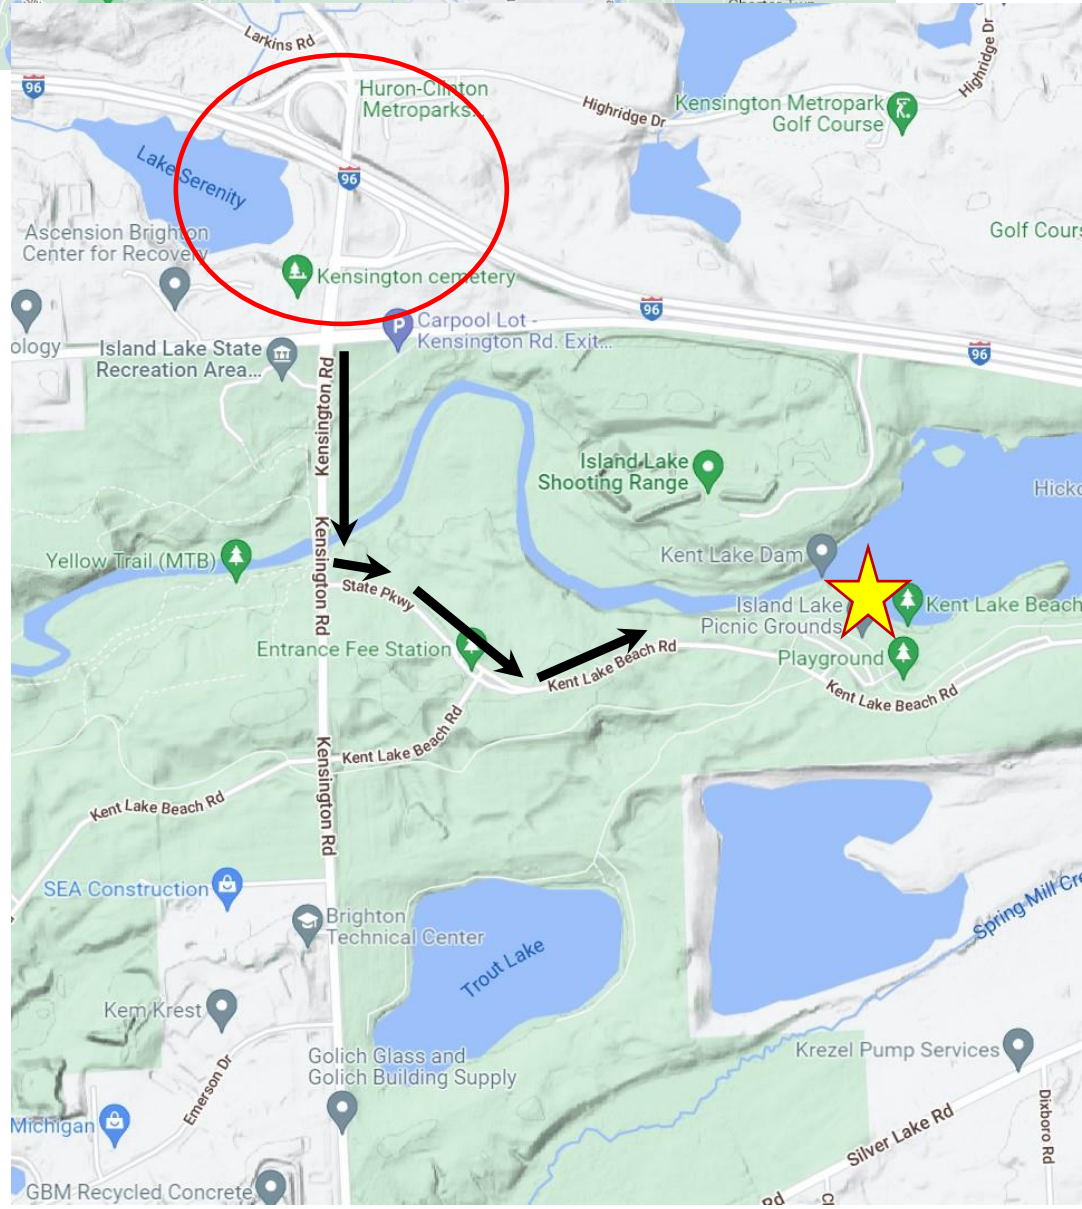 Larkins Rd
96
Huron-Clinton
Metroparks...
Highridge Dr
Highridge Dr
Kensington Metropark
Golf Course
Lake Serenity
96
Golf Cours
Ascension Brighton
Center for Recovery
Kensington cemetery
96
ology
Carpool Lot -
Kensington Rd. Exit...
96
Island Lake State
Recreation Area...
Kensington Rd
Island Lake
Shooting Range
Hicko
Kensington Rd
Yellow Trail (MTB)
Kent Lake Dam
State Pkwy
Island Lake
Picnic Grounds
Kent Lake Beach
Entrance Fee Station
Playground
Kent Lake Beach Rd
Kent Lake Beach Rd
Kent Lake Beach Rd
Kensington Rd
Kent Lake Beach Rd
SEA Construction
Brighton
Technical Center
Spring Mill Cre
Trout Lake
Kem Krest
Golich Glass and
Golich Building Supply
Krezel Pump Services
Emerson Dr
Michigan
Dixboro Rd
Silver Lake Rd
GBM Recycled Concrete
Rd